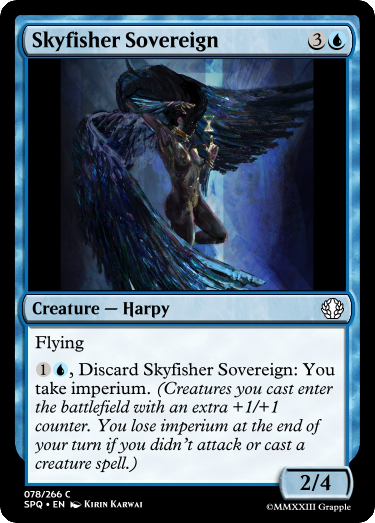 Skyfisher Sovereign 3
Creature — Harpy
Flying
1, Discard Skyfisher Sovereign: You
take imperium. (Creatures you cast enter
the battlefield with an extra +1/+1
counter. You lose imperium at the end of
your turn if you didn't attack or cast a
creature spell.)
2/4
078/266 C
SPQ • EN Kirin Karwai
©MMXXIII Grapple